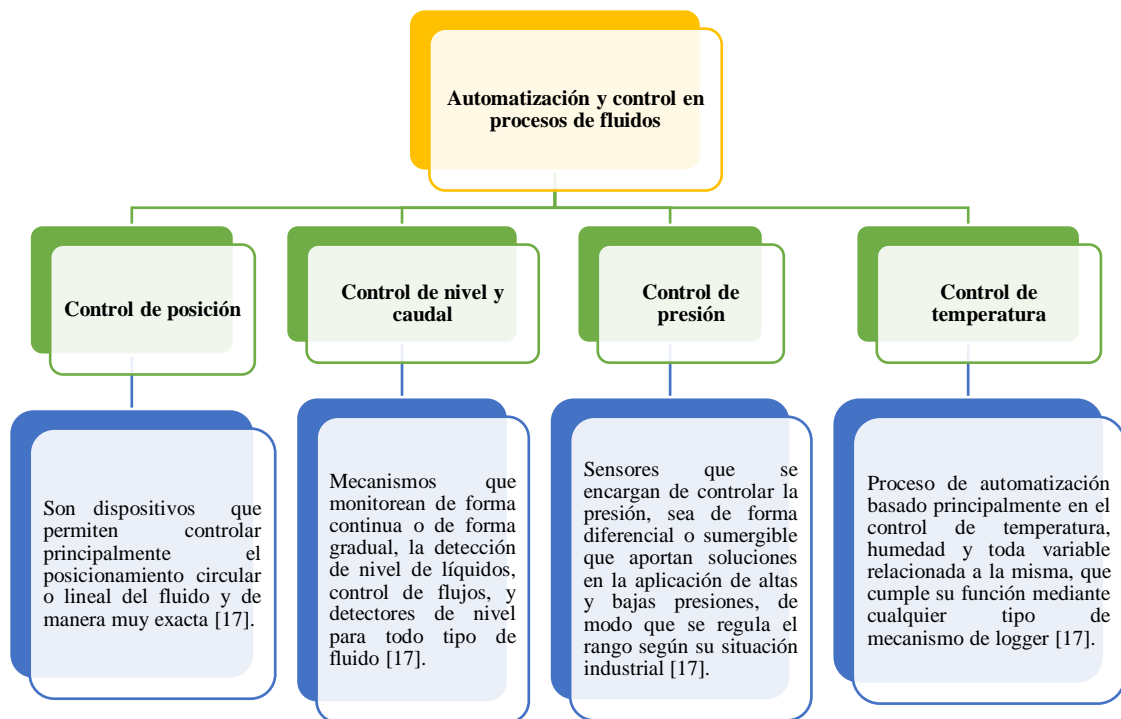 Automatización y control en
procesos de fluidos
Control de posición
Control de nivel y
caudal
Control de
presión
Control de
temperatura
Son dispositivos que
permiten controlar
principalmente el
posicionamiento circular
o lineal del fluido y de
manera muy exacta [17].
Mecanismos que
monitorean de forma
continua o de forma
gradual, la detección
de nivel de líquidos,
control de flujos, y
detectores de nivel
para todo tipo de
fluido [17].
Sensores que se
encargan de controlar la
presión, sea de forma
diferencial o sumergible
que aportan soluciones
en la aplicación de altas
y bajas presiones, de
modo que se regula el
rango según su situación
industrial [17].
Proceso de automatización
basado principalmente en el
control de temperatura,
humedad y toda variable
relacionada a la misma, que
cumple su función mediante
cualquier tipo de
mecanismo de logger [17].